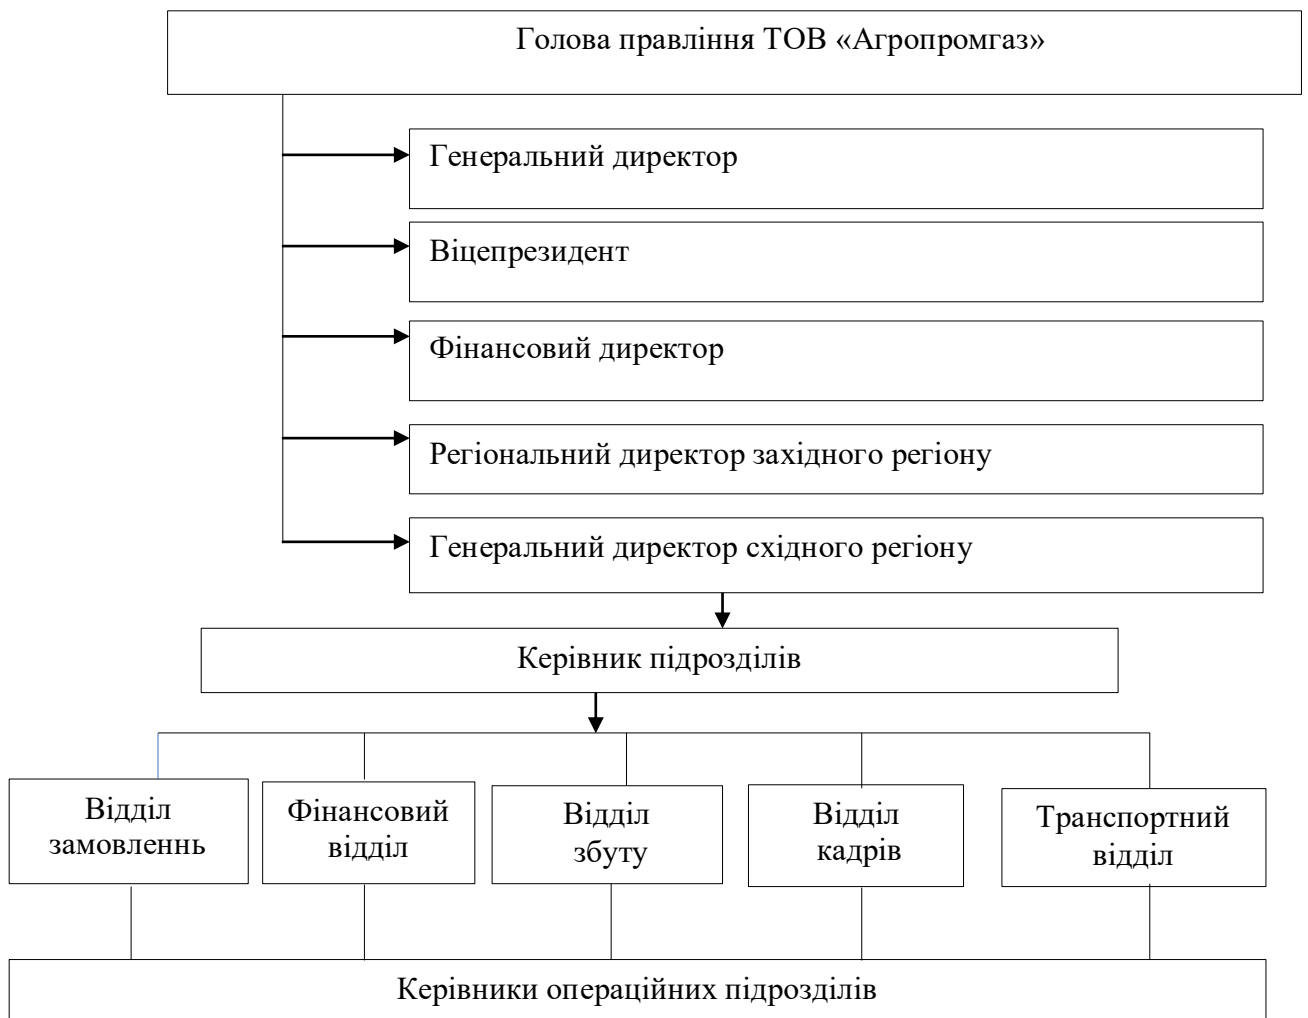 Голова правління ТОВ «Агропромгаз»
Генеральний директор
Віцепрезидент
Фінансовий директор
Регіональний директор західного регіону
Генеральний директор східного регіону
Керівник підрозділів
Відділ
замовленнь
Фінансовий
відділ
Відділ
збуту
Відділ
кадрів
Транспортний
відділ
Керівники операційних підрозділів